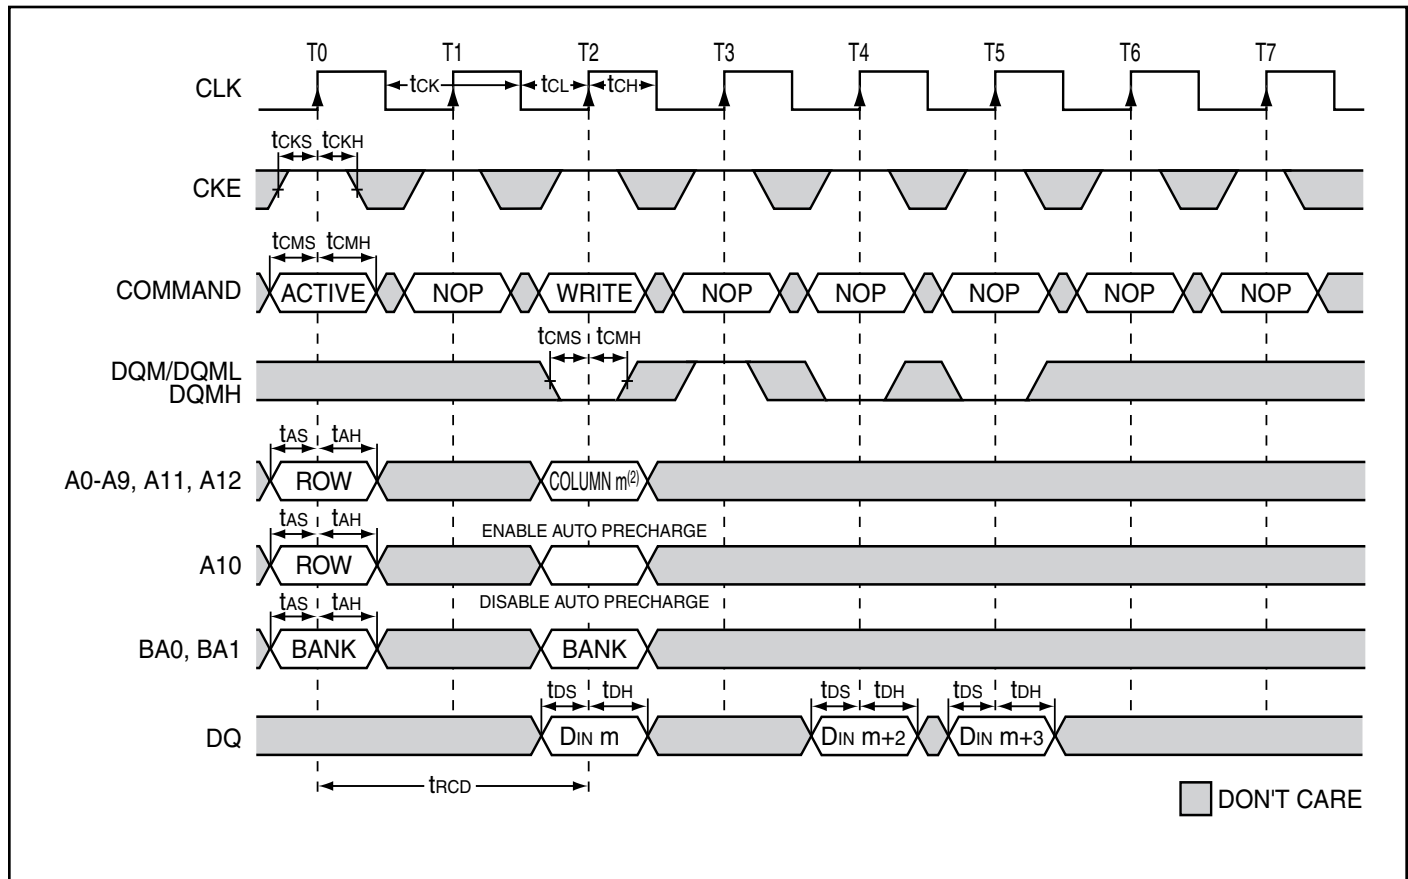 T0 T1 T2 T3 T4 T5 T6 T7
CLK tCK tCL tCH
tCKS tCKH
CKE
tCMS tCMH
COMMAND ACTIVE NOP WRITE NOP NOP NOP NOP NOP
tCMS tCMH
DQM/DQML
DQMH
tAS tAH
A0-A9, A11, A12 ROW COLUMN m(2)
tAS tAH ENABLE AUTO PRECHARGE
A10 ROW
tAS tAH DISABLE AUTO PRECHARGE
BA0, BA1 BANK BANK
tDS tDH tDS tDH tDS tDH
DQ DIN m DIN m+2 DIN m+3
tRCD
DON'T CARE